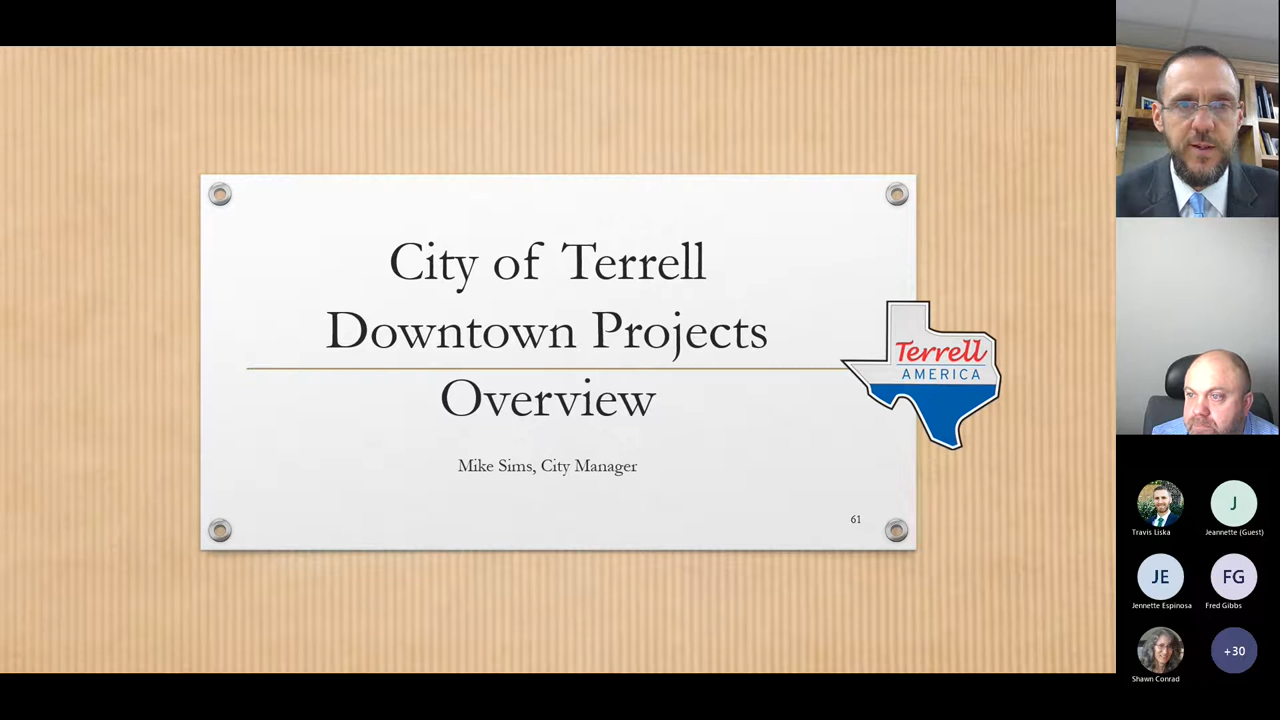 City of Terrell
Downtown Projects
Overview
Mike Sims, City Manager
61
Terrell
AMERICA
Travis Liska
J
Jeannette (Guest)
JE
Jennette Espinosa
FG
Fred Gibbs
Shawn Conrad
+30